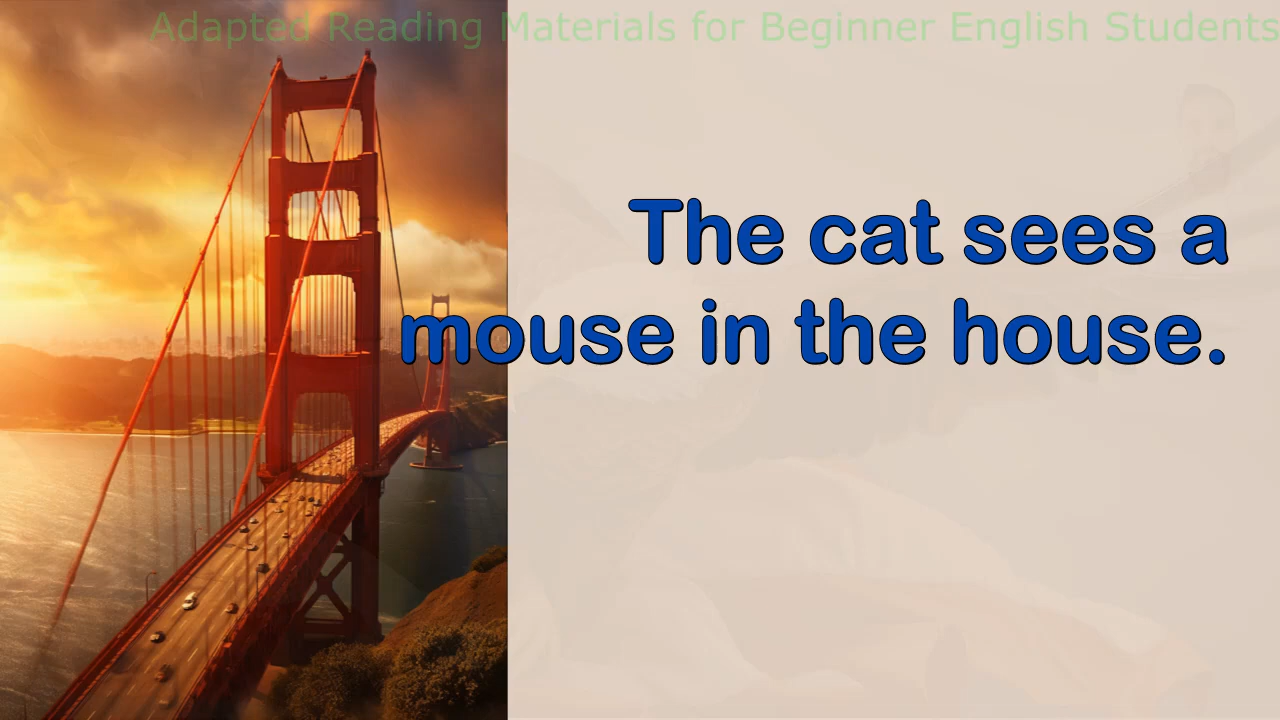 Adapted Reading Materials for Beginner English Students
The cat sees a
mouse in the house.